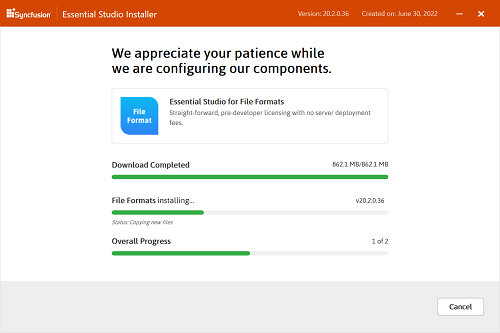 Syncfusion Essential Studio Installer Version: 20.2.0.36 Created on: June 30, 2022
We appreciate your patience while
we are configuring our components.
File
Format
Essential Studio for File Formats
Straight-forward, pre-developer licensing with no server deployment
fees.
Download Completed 862.1 MB/862.1 MB
File Formats installing... v20.2.0.36
Status: Copying new files
Overall Progress 1 of 2
Cancel